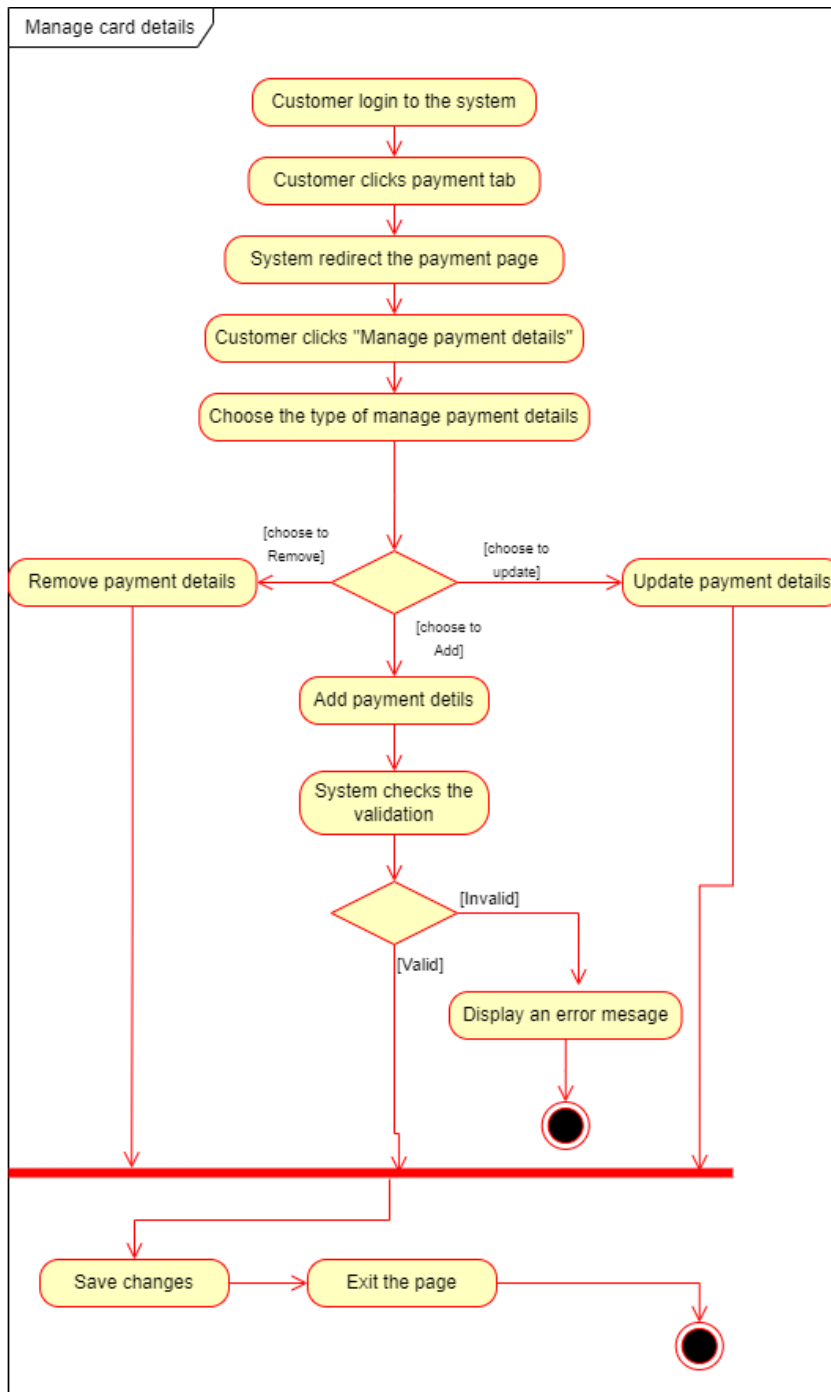 Manage card details
Customer login to the system
Customer clicks payment tab
System redirect the payment page
Customer clicks "Manage payment details"
Choose the type of manage payment details
[choose to
Remove]
[choose to
update]
Remove payment details
Update payment details
[choose to
Add]
Add payment detils
System checks the
validation
[Invalid]
[Valid]
Display an error mesage
Save changes
Exit the page